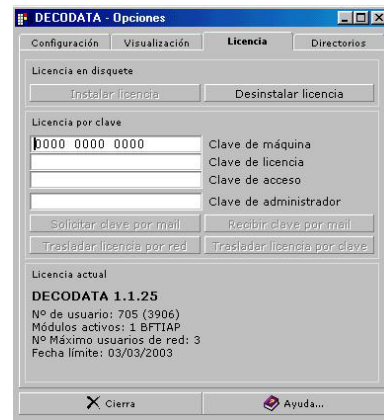 DECODATA - Opciones
Configuración Visualización Licencia Directorios
Licencia en disquete
Instalar licencia Desinstalar licencia
Licencia por clave
0000 0000 0000 Clave de máquina
Clave de licencia
Clave de acceso
Clave de administrador
Solicitar clave por mail Recibir clave por mail
Trasladar licencia por red Trasladar licencia por clave
Licencia actual
DECODATA 1.1.25
Nº de usuario: 705 (3906)
Módulos activos: 1 BFTIAP
Nº Máximo usuarios de red: 3
Fecha límite: 03/03/2003
Cierra Ayuda...